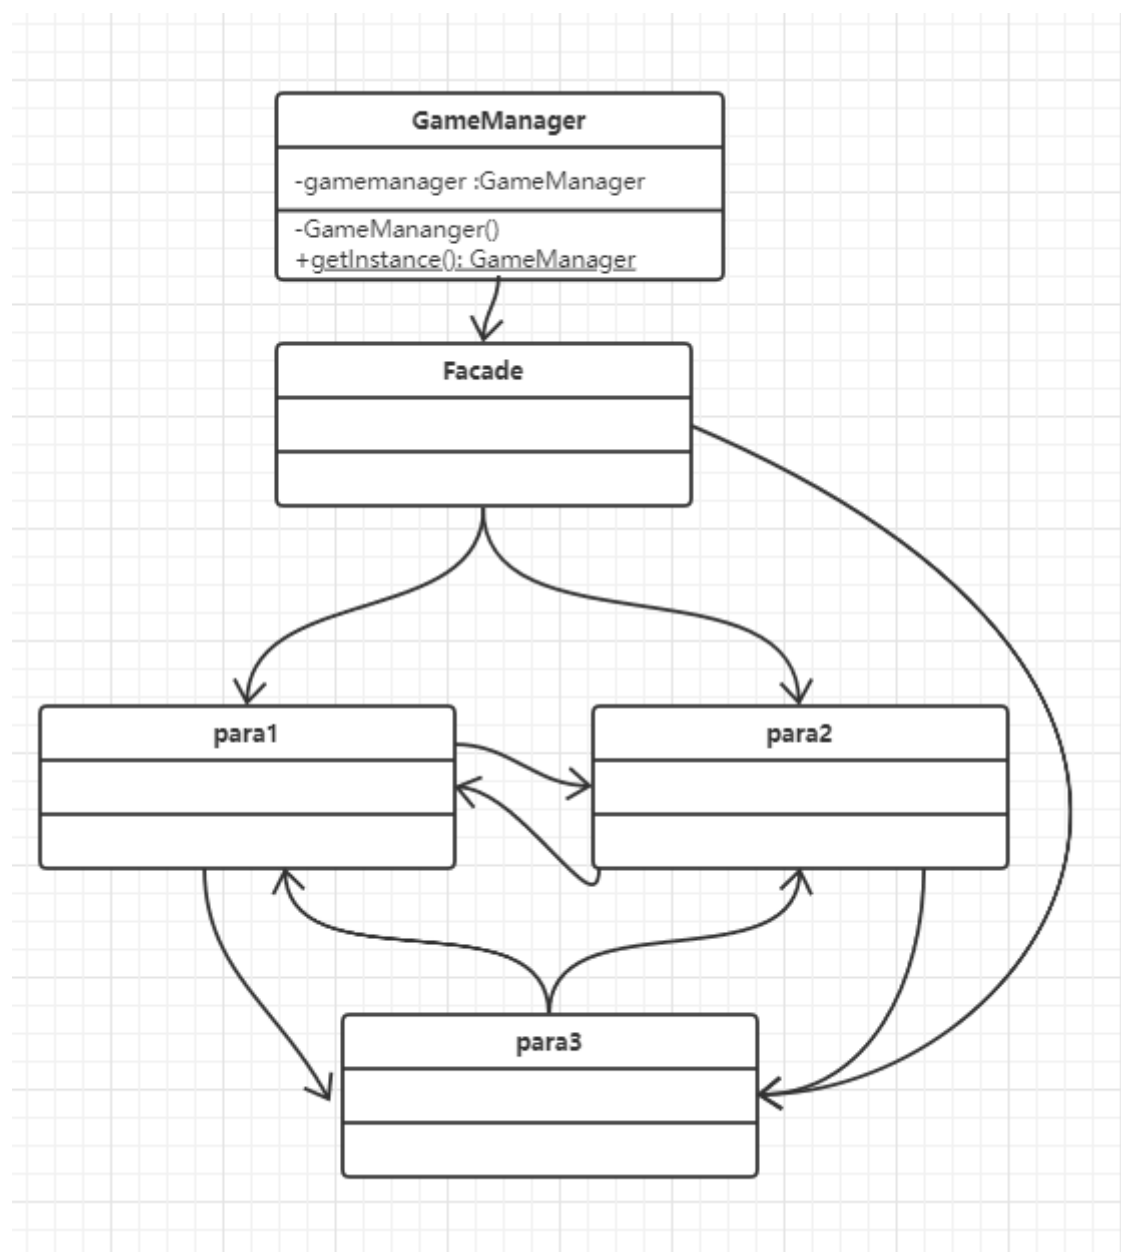 GameManager
-gamemanager :GameManager
-GameMananger()
+getInstance(): GameManager
Facade
para1
para2
para3